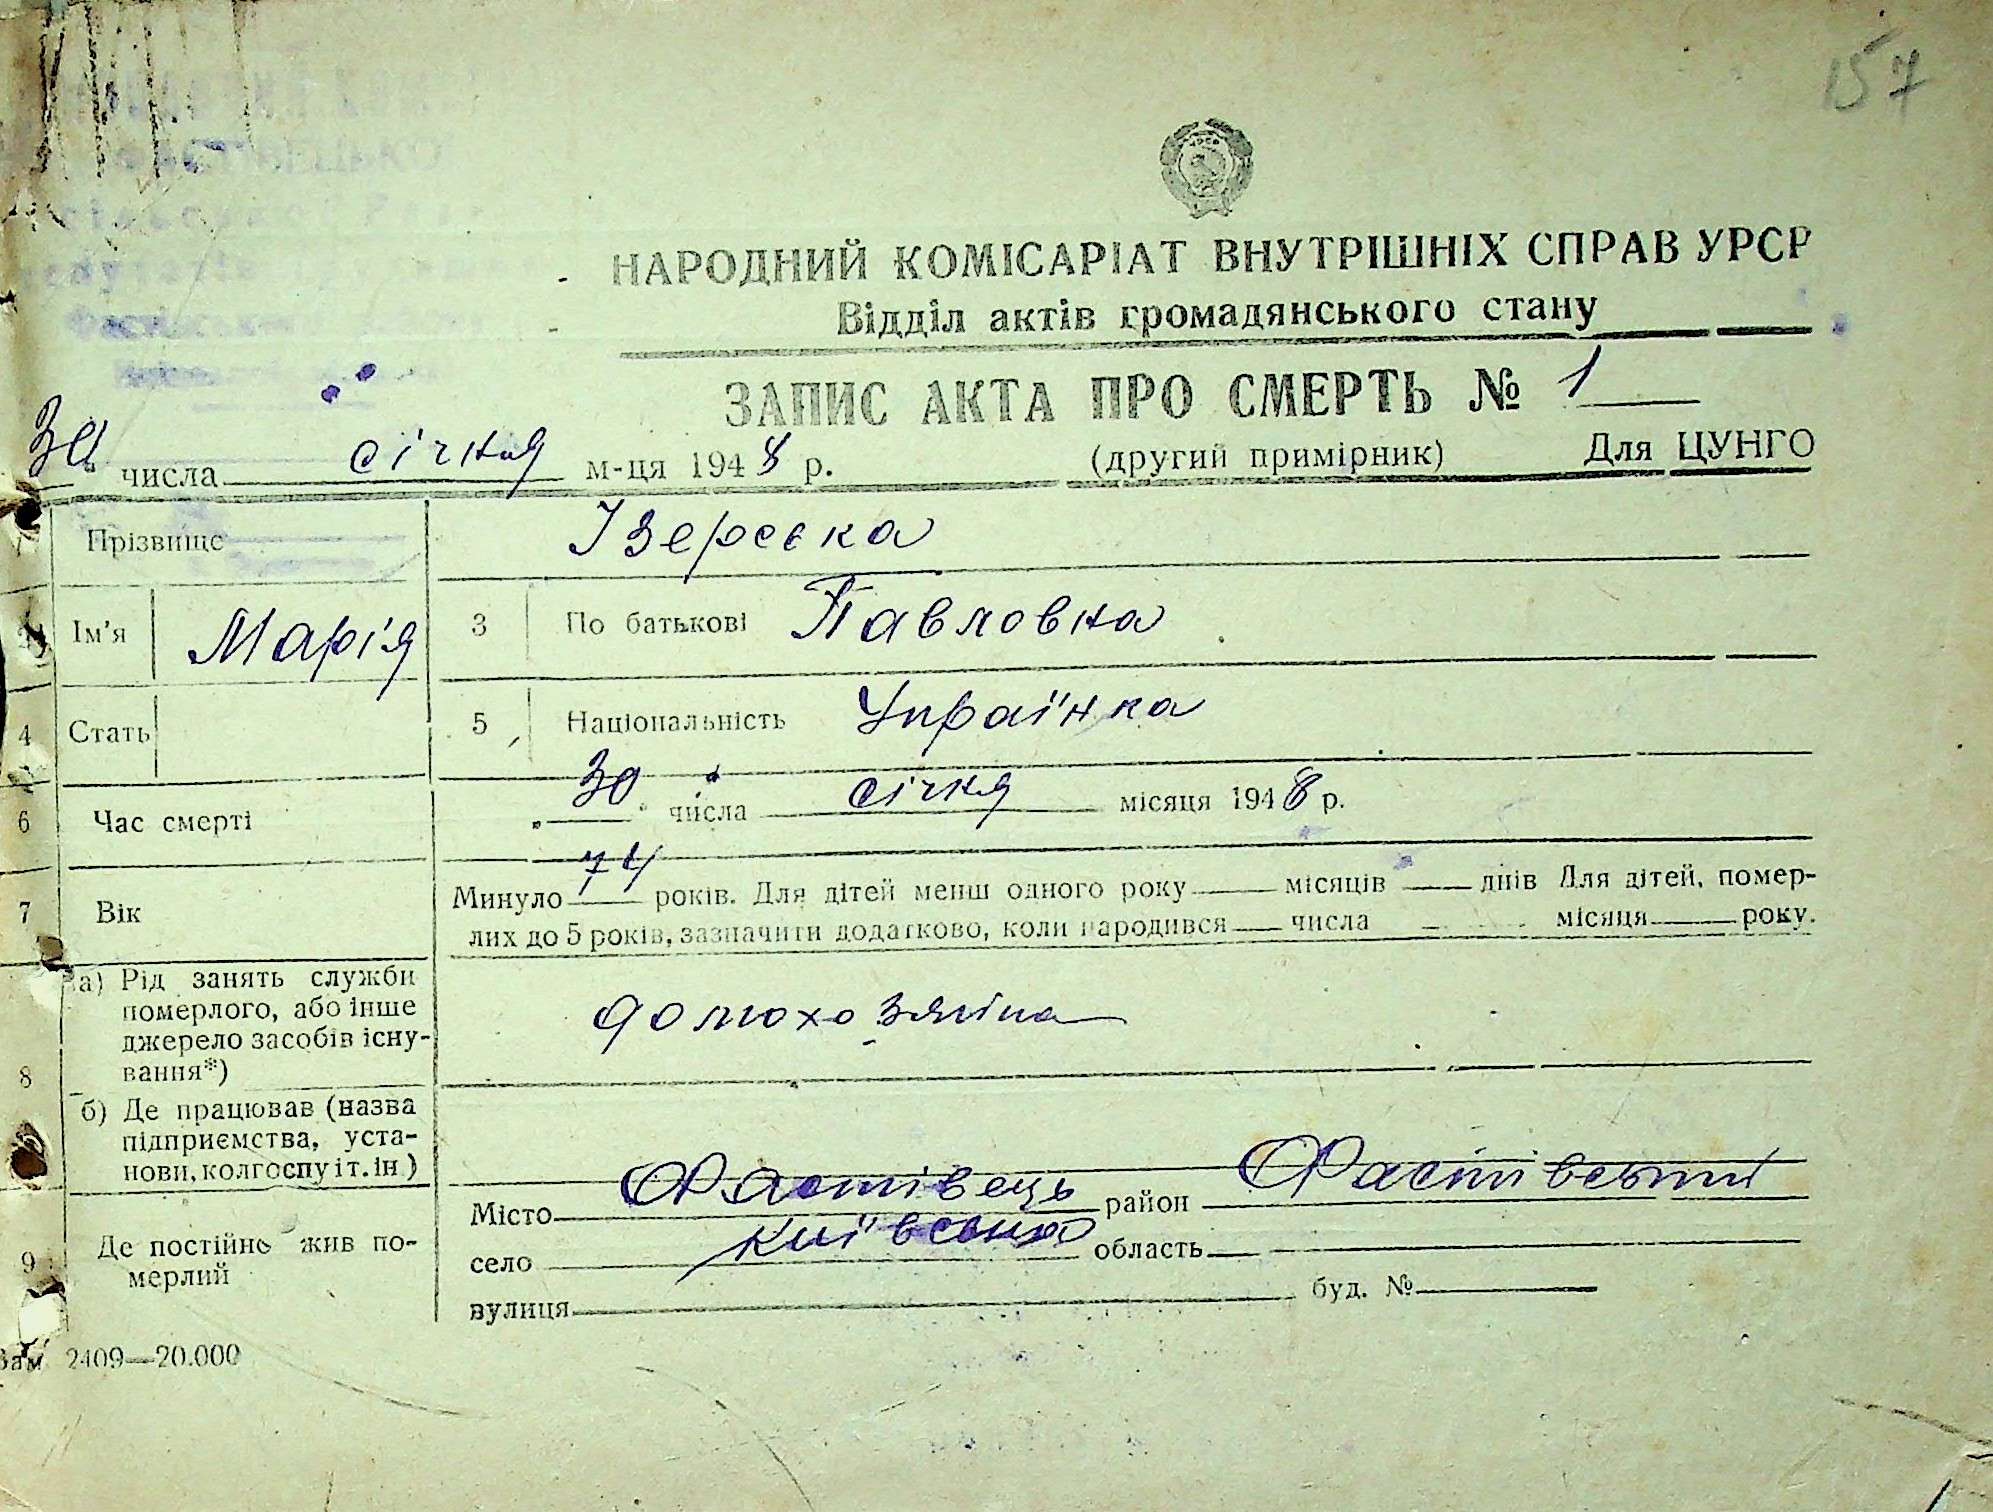 157
НАРОДНИЙ КОМІСАРІАТ ВНУТРІШНІХ СПРАВ УРСР
Відділ актів громадянського стану
ЗАПИС АКТА ПРО СМЕРТЬ № 1
30 числа січня м-ця 1948 р. (другий примірник) Для ЦУНГО
Прізвище
2 Ім'я Марія 3 По батькові Павловна
4 Стать 5 Національність Українка
6 Час смерті „30" числа січня місяця 1948 р.
7 Вік Минуло 74 років. Для дітей менш одного року місяців днів Для дітей, помер-
лих до 5 років, зазначити додатково, коли народився числа місяця року.
8 а) Рід занять служби
померлого, або інше
джерело засобів існу-
вання*) домохозяїна
б) Де працював (назва
підприємства, уста-
нови, колгоспу і т. ін.)
9 Де постійно жив по-
мерлий
Місто Фастівець район Фастівський
село Київська область
вулиця буд. №
Зам 2409—20.000